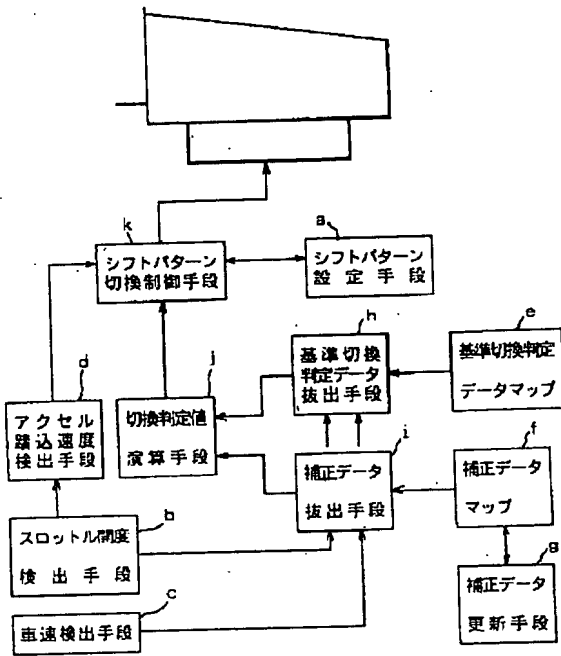 k
シフトパターン
切換制御手段
a
シフトパターン
設定手段
h
基準切換
判定データ
抜出手段
e
基準切換判定
データマップ
d
アクセル
踏込速度
検出手段
j
切換判定値
演算手段
i
補正データ
抜出手段
f
補正データ
マップ
b
スロットル開度
検出手段
g
補正データ
更新手段
c
車速検出手段